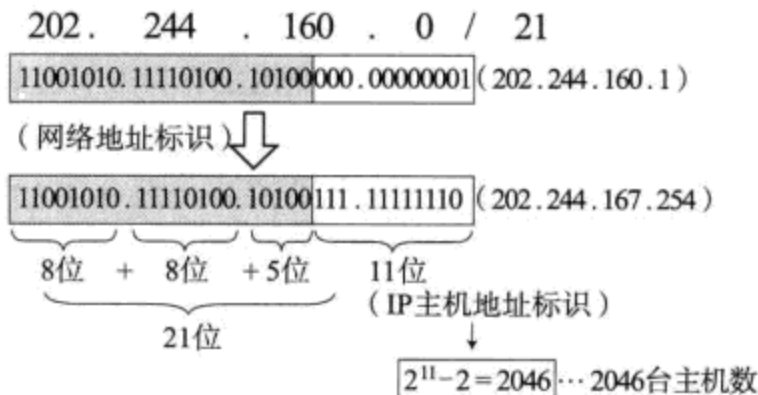 202. 244 . 160 . 0 / 21
11001010.11110100.10100000.00000001(202.244.160.1)
(网络地址标识)
11001010.11110100.10100111.11111110(202.244.167.254)
8位 + 8位 +5位 11位
(IP主机地址标识)
21位
2¹¹-2=2046…2046台主机数